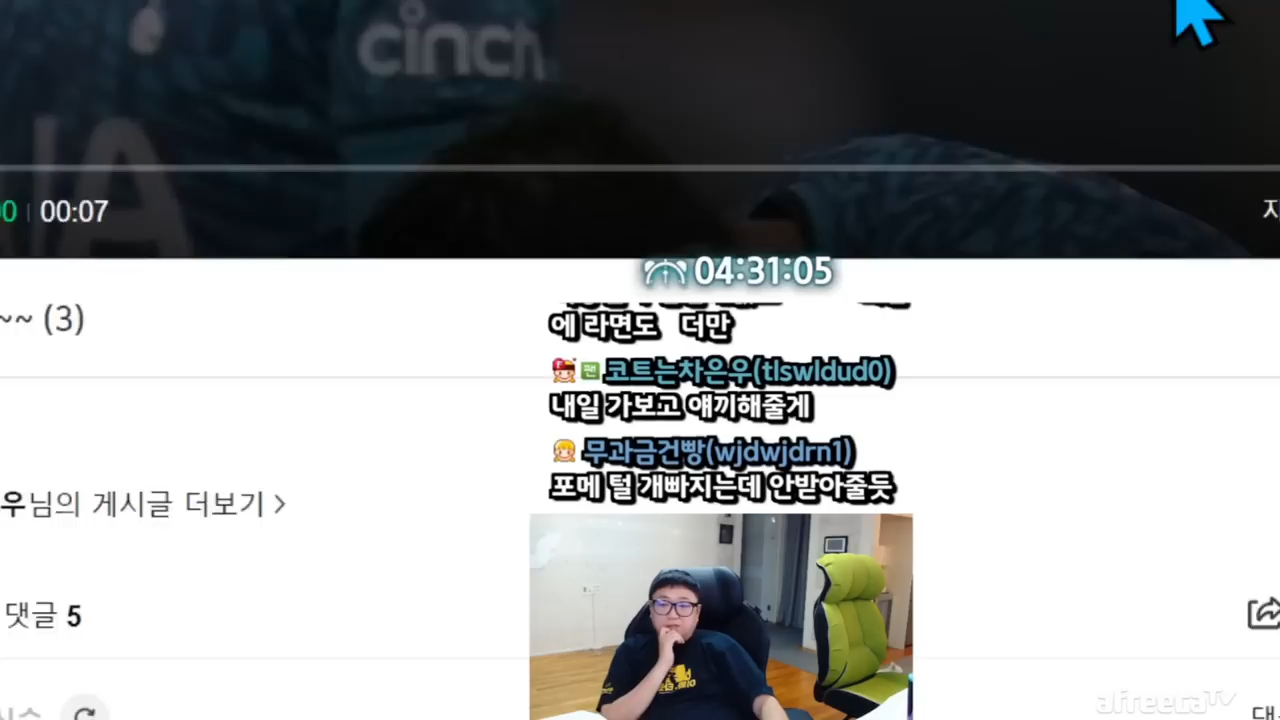 cinch
00:07
04:31:05
~~ (3)
에 라면도 더만
팬 코트는차은우(tlswldud0)
내일 가보고 얘끼해줄게
무과금건빵(wjdwjdrn1)
포메 털 개빠지는데 안받아줄듯
우님의 게시글 더보기 >
댓글 5
afreecaTV